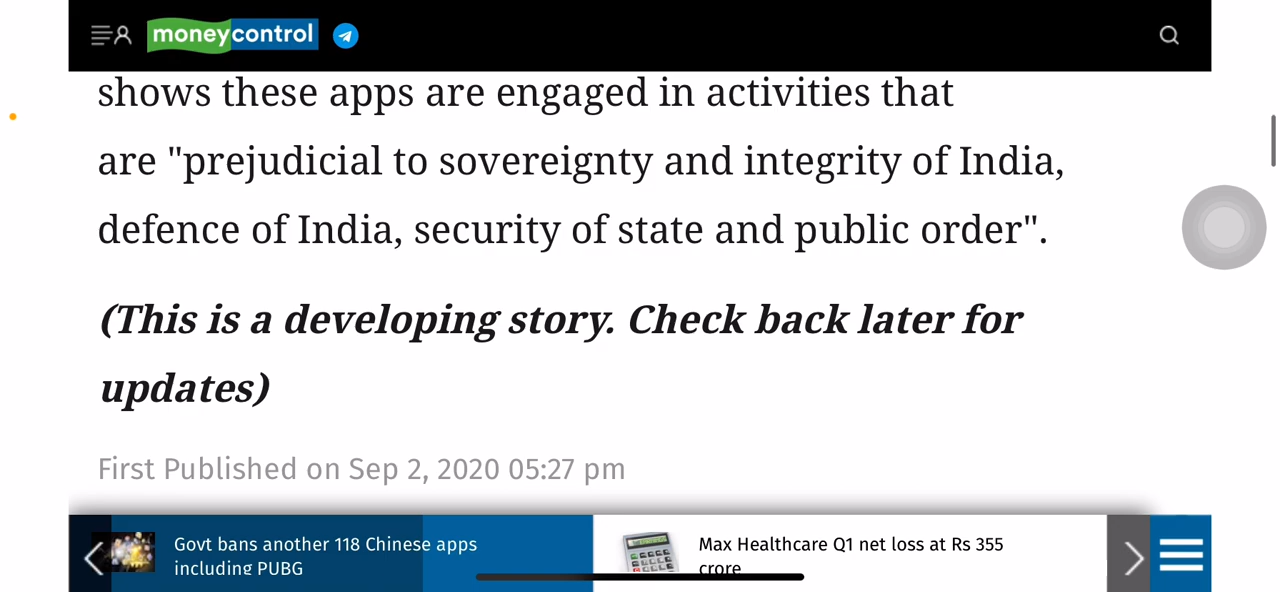 moneycontrol
shows these apps are engaged in activities that
are "prejudicial to sovereignty and integrity of India,
defence of India, security of state and public order".
(This is a developing story. Check back later for
updates)
First Published on Sep 2, 2020 05:27 pm
Govt bans another 118 Chinese apps
including PUBG
Max Healthcare Q1 net loss at Rs 355
crore